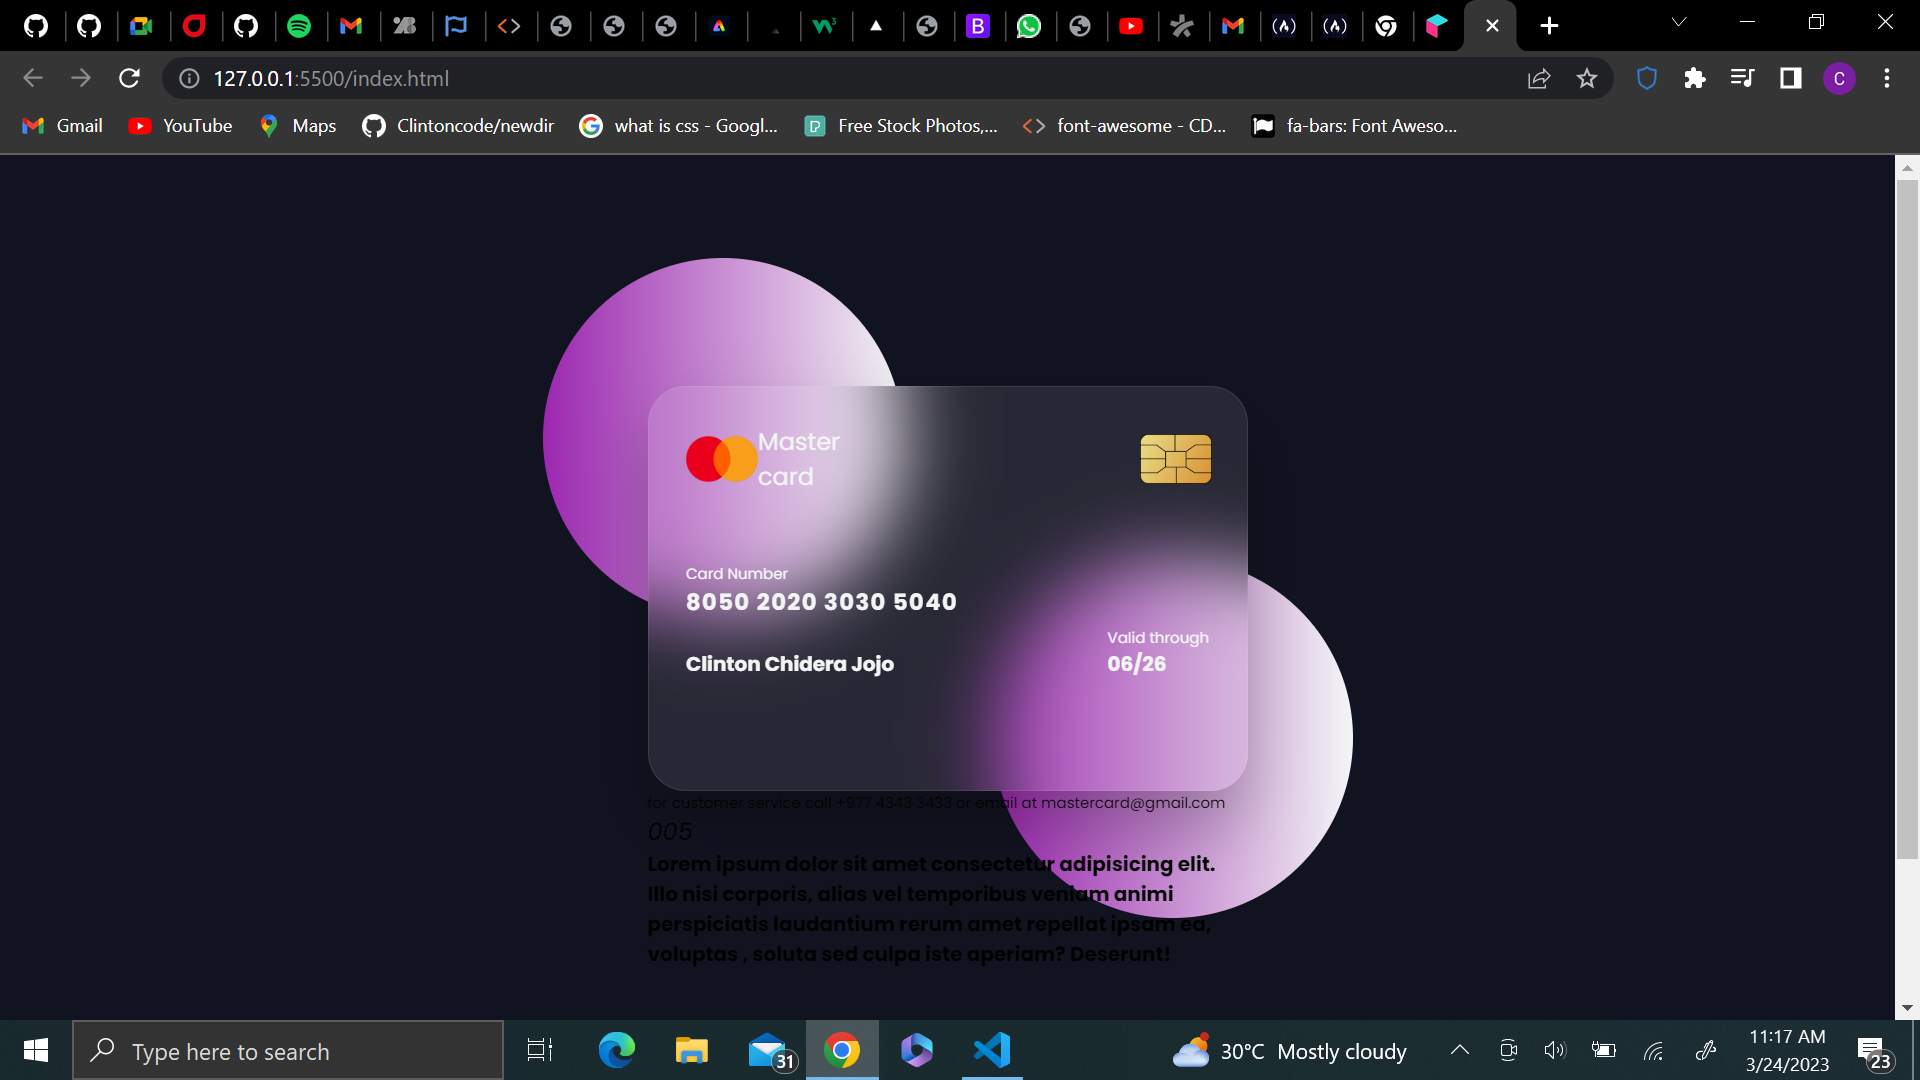 127.0.0.1:5500/index.html
Gmail
YouTube
Maps
Clintoncode/newdir
what is css - Googl...
Free Stock Photos,...
font-awesome - CD...
fa-bars: Font Aweso...
C
B
W3
Master
card
Card Number
8050 2020 3030 5040
Valid through
Clinton Chidera Jojo
06/26
for customer service call +977 4343 3433 or email at mastercard@gmail.com
005
Lorem ipsum dolor sit amet consectetur adipisicing elit.
Illo nisi corporis, alias vel temporibus veniam animi
perspiciatis laudantium rerum amet repellat ipsam ea,
voluptas , soluta sed culpa iste aperiam? Deserunt!
Type here to search
31
30°C Mostly cloudy
11:17 AM
3/24/2023
23